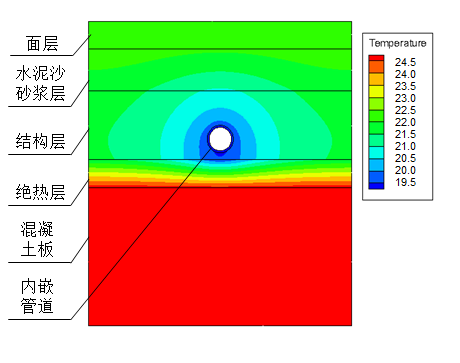 面层
水泥沙
砂浆层
结构层
绝热层
混凝
土板
内嵌
管道
Temperature
24.5
24.0
23.5
23.0
22.5
22.0
21.5
21.0
20.5
20.0
19.5